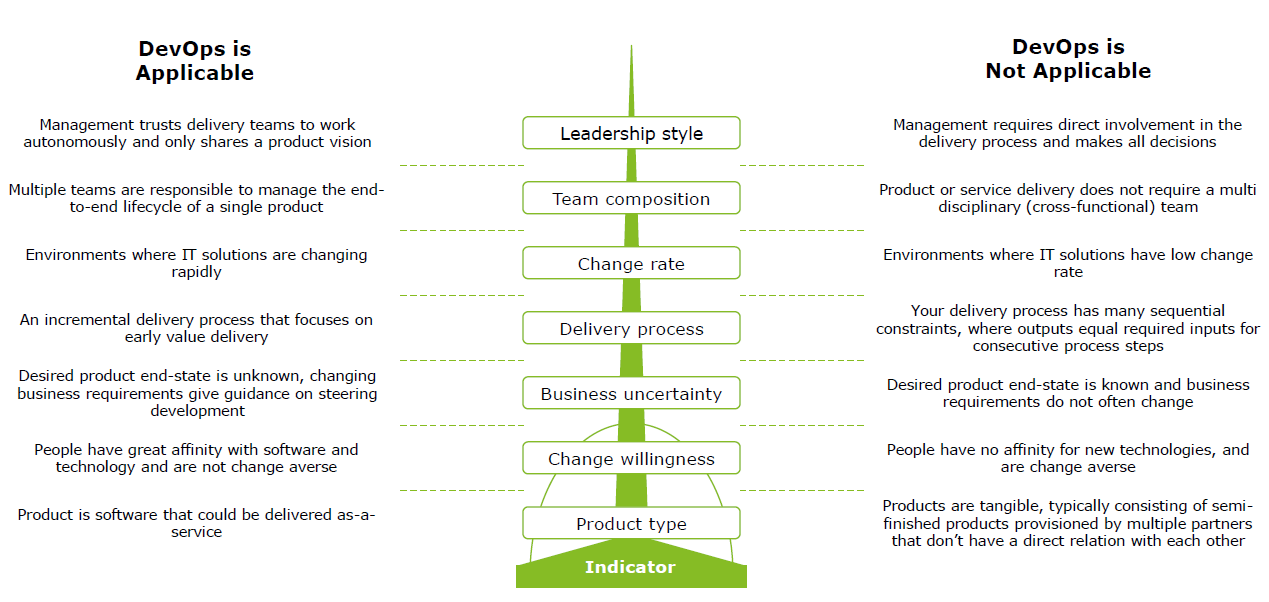 DevOps is
Applicable
DevOps is
Not Applicable
Management trusts delivery teams to work
autonomously and only shares a product vision
Leadership style
Management requires direct involvement in the
delivery process and makes all decisions
Multiple teams are responsible to manage the end-
to-end lifecycle of a single product
Team composition
Product or service delivery does not require a multi
disciplinary (cross-functional) team
Environments where IT solutions are changing
rapidly
Change rate
Environments where IT solutions have low change
rate
An incremental delivery process that focuses on
early value delivery
Delivery process
Your delivery process has many sequential
constraints, where outputs equal required inputs for
consecutive process steps
Desired product end-state is unknown, changing
business requirements give guidance on steering
development
Business uncertainty
Desired product end-state is known and business
requirements do not often change
People have great affinity with software and
technology and are not change averse
Change willingness
People have no affinity for new technologies, and
are change averse
Product is software that could be delivered as-a-
service
Product type
Products are tangible, typically consisting of semi-
finished products provisioned by multiple partners
that don’t have a direct relation with each other
Indicator